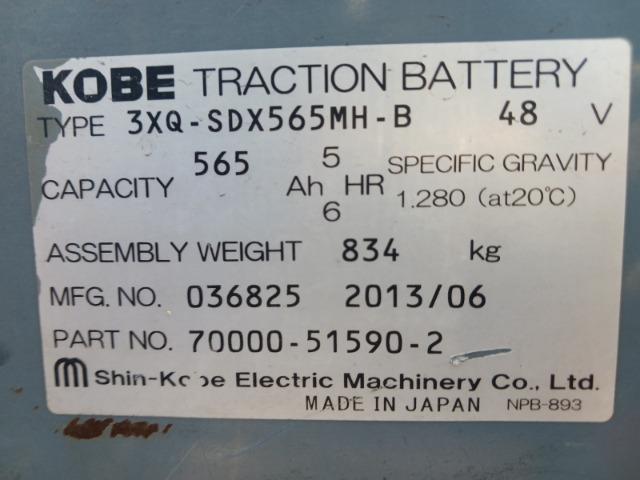 KOBE TRACTION BATTERY
TYPE 3XQ-SDX565MH-B 48 V
CAPACITY 565 Ah 5 HR SPECIFIC GRAVITY
6 1.280 (at20℃)
ASSEMBLY WEIGHT 834 kg
MFG. NO. 036825 2013/06
PART NO. 70000-51590-2
Shin-Kobe Electric Machinery Co., Ltd.
MADE IN JAPAN NPB-893